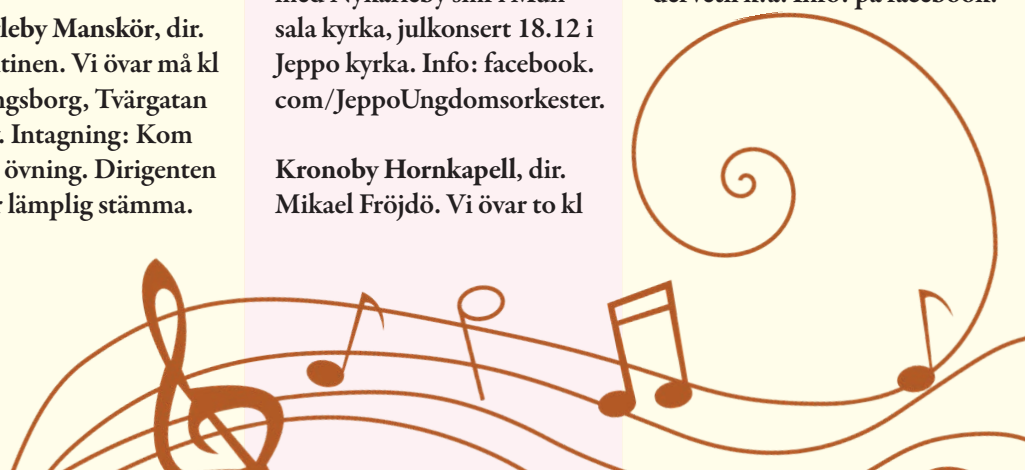 leby Manskör, dir.
tinen. Vi övar må kl
ngsborg, Tvärgatan
. Intagning: Kom
övning. Dirigenten
r lämplig stämma.
sala kyrka, julkonsert 18.12 i
Jeppo kyrka. Info: facebook.
com/JeppoUngdomsorkester.
Kronoby Hornkapell, dir.
Mikael Fröjdö. Vi övar to kl